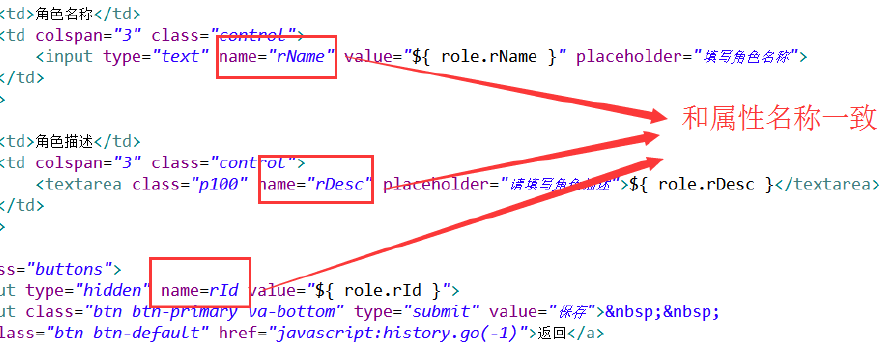 <td>角色名称</td>
<td colspan="3" class="control">
<input type="text" name="rName" value="${ role.rName }" placeholder="填写角色名称">
</td>
>
和属性名称一致
<td>角色描述</td>
<td colspan="3" class="control">
<textarea class="p100" name="rDesc" placeholder="请填写角色描述">${ role.rDesc }</textarea>
</td>
>
ss="buttons">
ut type="hidden" name=rId value="${ role.rId }">
ut class="btn btn-primary va-bottom" type="submit" value="保存">&nbsp;&nbsp;
lass="btn btn-default" href="javascript:history.go(-1)">返回</a>